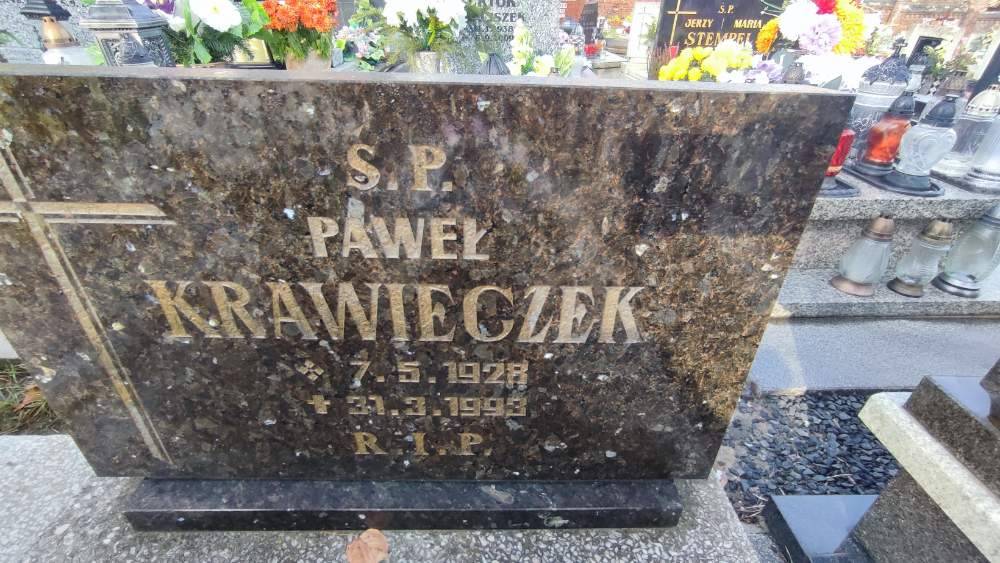 Ś.P.
PAWEŁ
KRAWIECZEK
7.5.1928
+ 31.3.1993
R.I.P.
Ś.P.
JERZY MARIA
STEMPEL